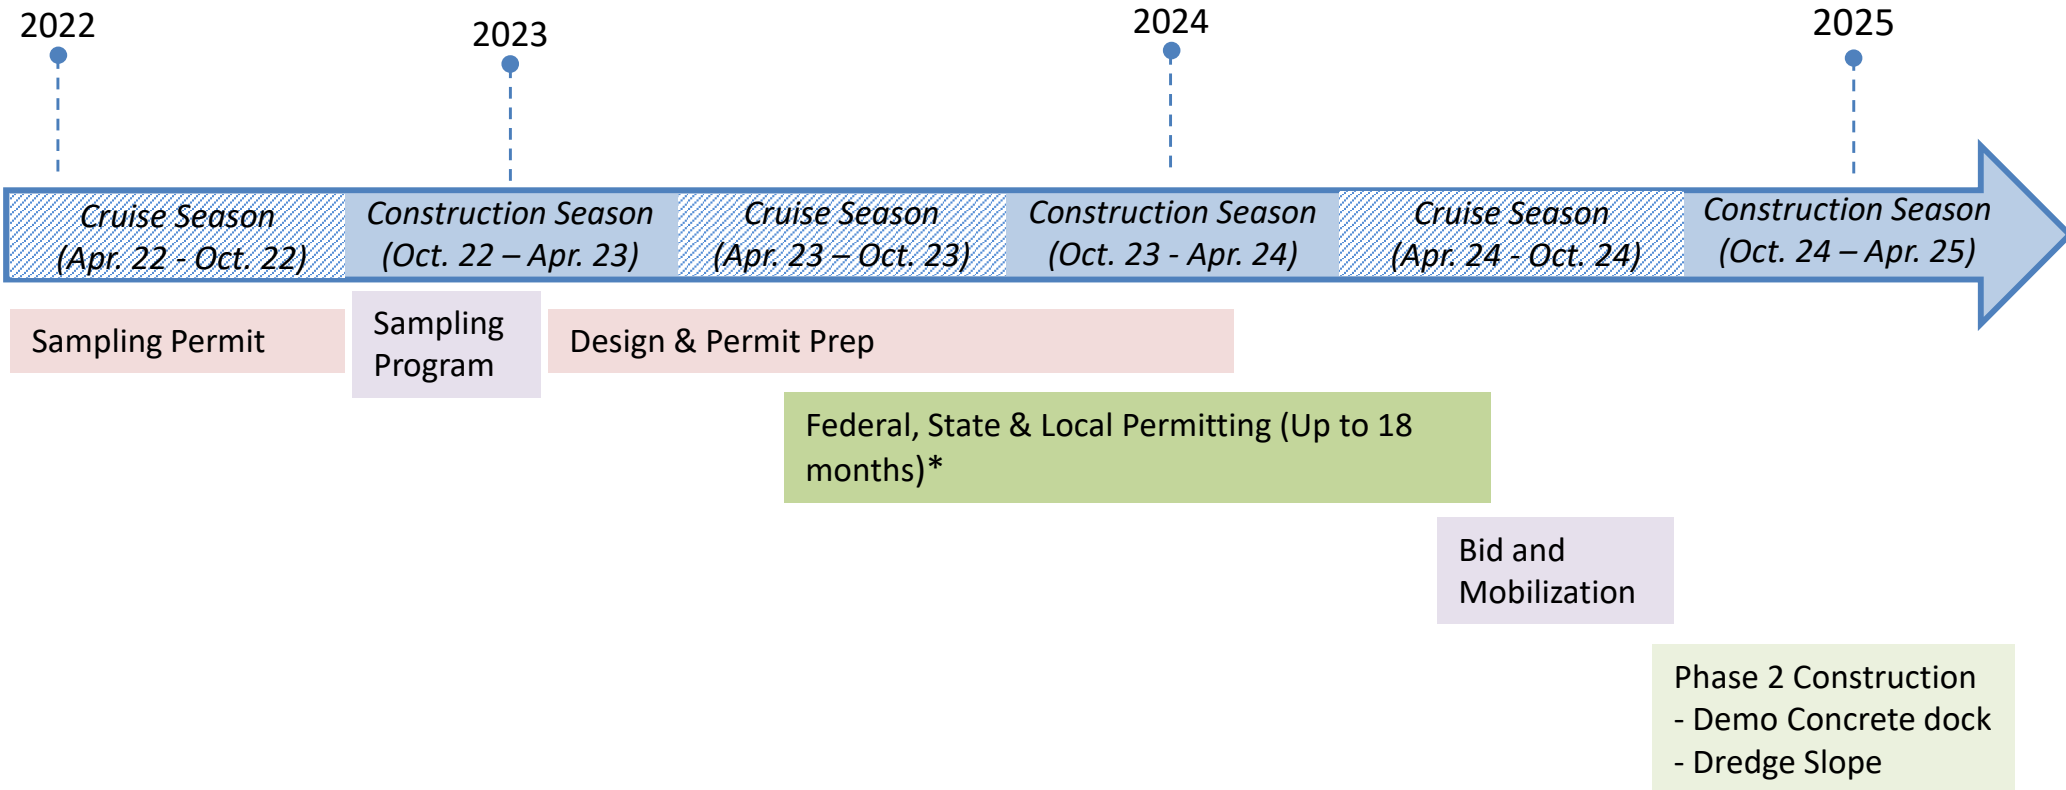 2022
2023
2024
2025
Cruise Season
(Apr. 22 - Oct. 22)
Construction Season
(Oct. 22 – Apr. 23)
Cruise Season
(Apr. 23 – Oct. 23)
Construction Season
(Oct. 23 - Apr. 24)
Cruise Season
(Apr. 24 - Oct. 24)
Construction Season
(Oct. 24 – Apr. 25)
Sampling Permit
Sampling
Program
Design & Permit Prep
Federal, State & Local Permitting (Up to 18
months)*
Bid and
Mobilization
Phase 2 Construction
- Demo Concrete dock
- Dredge Slope